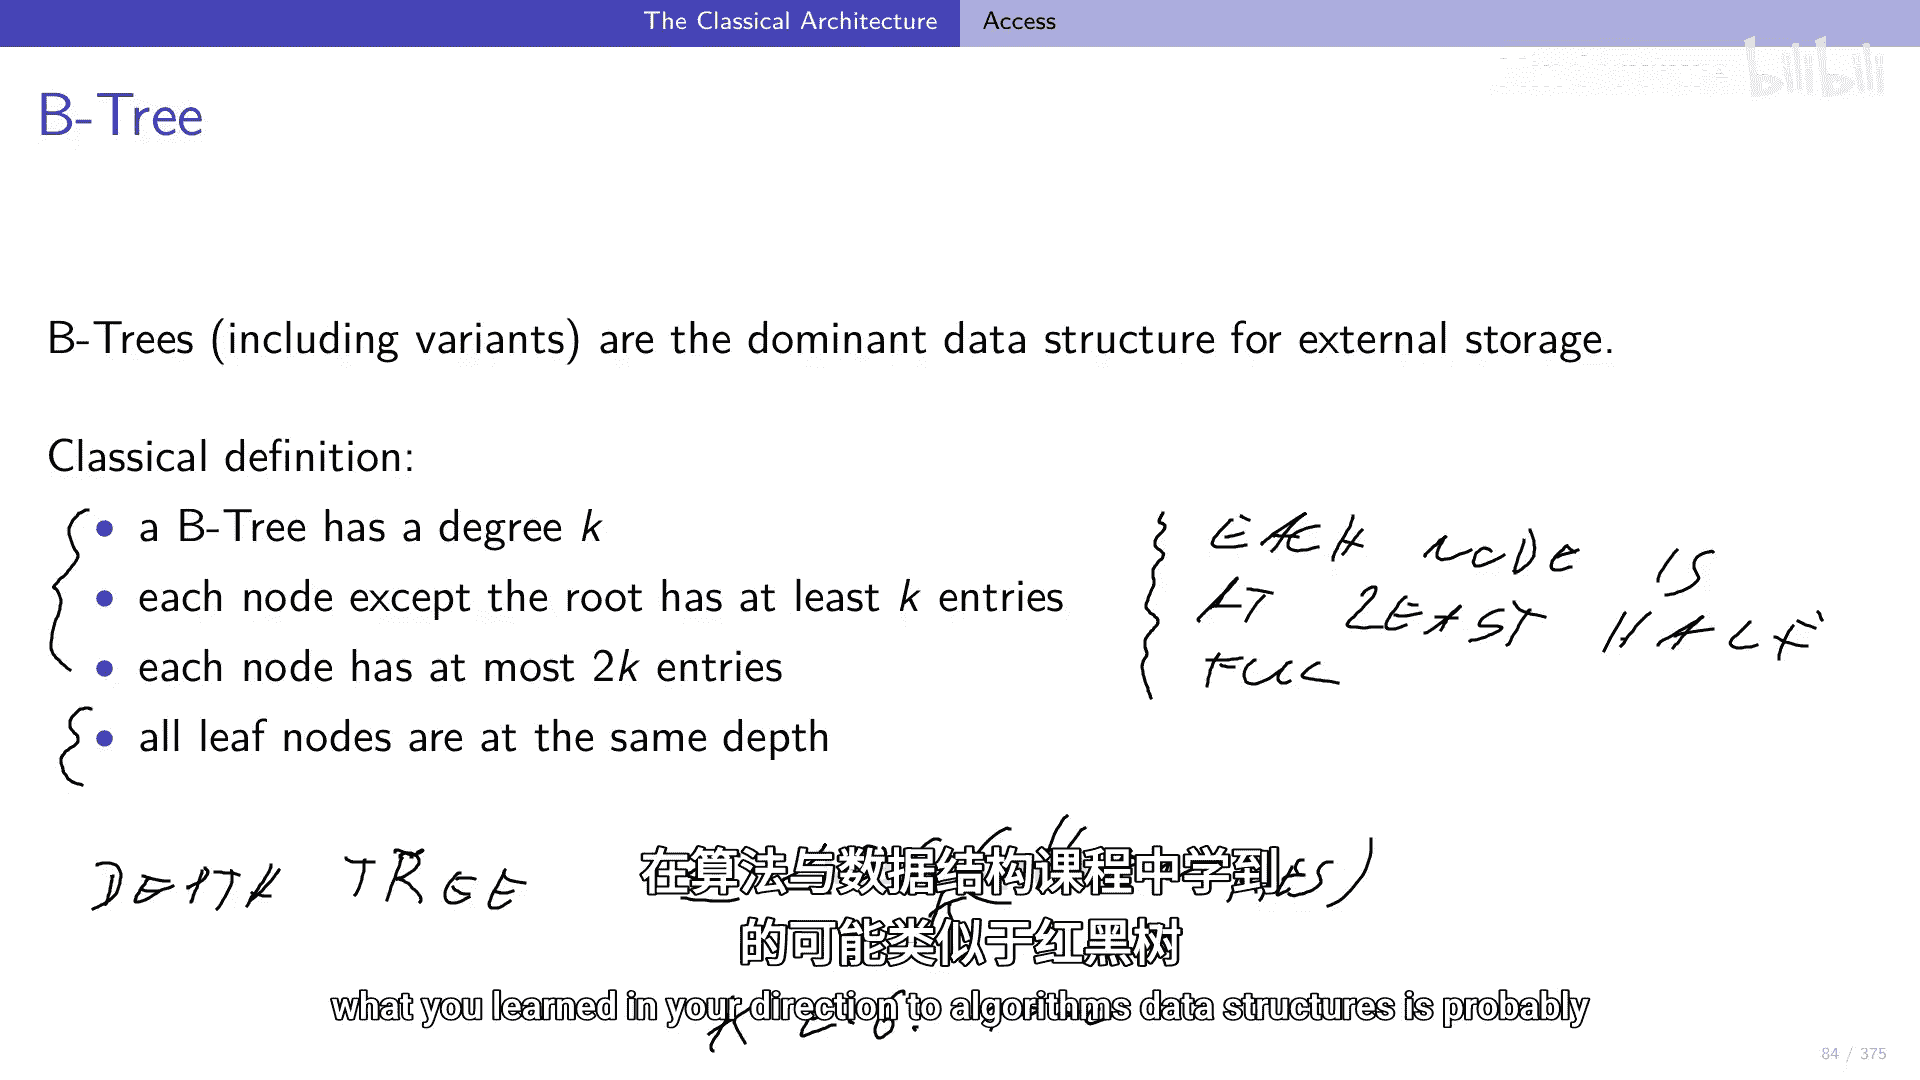 The Classical Architecture Access
bilibili
B-Tree
B-Trees (including variants) are the dominant data structure for external storage.
Classical definition:
• a B-Tree has a degree k
• each node except the root has at least k entries
• each node has at most 2k entries
• all leaf nodes are at the same depth
EACH NODE IS
AT LEAST HALF
FULL
DEPTH TREE
在算法与数据结构课程中学到
的可能类似于红黑树
what you learned in your direction to algorithms data structures is probably
84 / 375